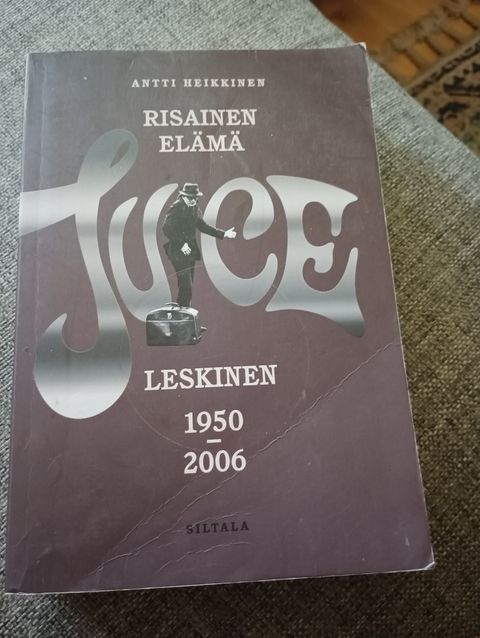 ANTTI HEIKKINEN
RISAINEN
ELÄMÄ
JUICE
LESKINEN
1950
–
2006
SILTALA